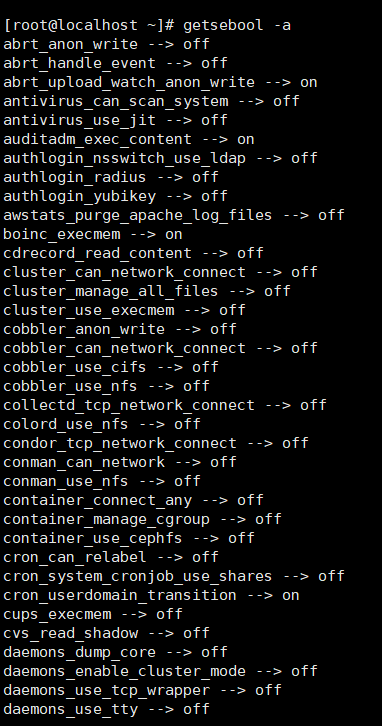 [root@localhost ~]# getsebool -a
abrt_anon_write --> off
abrt_handle_event --> off
abrt_upload_watch_anon_write --> on
antivirus_can_scan_system --> off
antivirus_use_jit --> off
auditadm_exec_content --> on
authlogin_nsswitch_use_ldap --> off
authlogin_radius --> off
authlogin_yubikey --> off
awstats_purge_apache_log_files --> off
boinc_execmem --> on
cdrecord_read_content --> off
cluster_can_network_connect --> off
cluster_manage_all_files --> off
cluster_use_execmem --> off
cobbler_anon_write --> off
cobbler_can_network_connect --> off
cobbler_use_cifs --> off
cobbler_use_nfs --> off
collectd_tcp_network_connect --> off
colord_use_nfs --> off
condor_tcp_network_connect --> off
conman_can_network --> off
conman_use_nfs --> off
container_connect_any --> off
container_manage_cgroup --> off
container_use_cephfs --> off
cron_can_relabel --> off
cron_system_cronjob_use_shares --> off
cron_userdomain_transition --> on
cups_execmem --> off
cvs_read_shadow --> off
daemons_dump_core --> off
daemons_enable_cluster_mode --> off
daemons_use_tcp_wrapper --> off
daemons_use_tty --> off